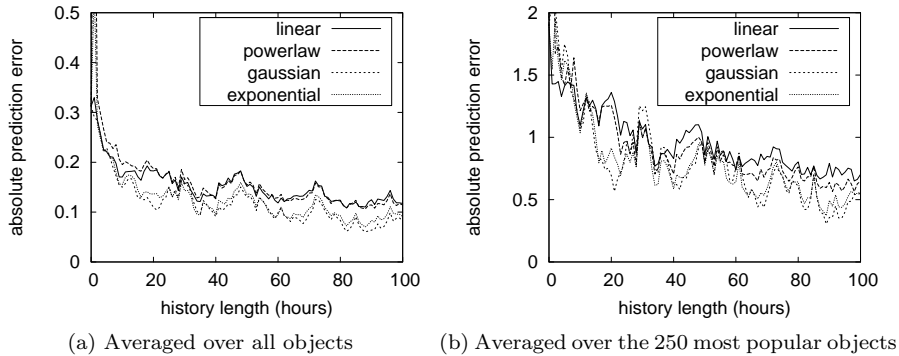 absolute prediction error
0.5
0.4
0.3
0.2
0.1
0
linear
powerlaw
gaussian
exponential
0 20 40 60 80 100
history length (hours)
(a) Averaged over all objects
absolute prediction error
2
1.5
1
0.5
0
linear
powerlaw
gaussian
exponential
0 20 40 60 80 100
history length (hours)
(b) Averaged over the 250 most popular objects